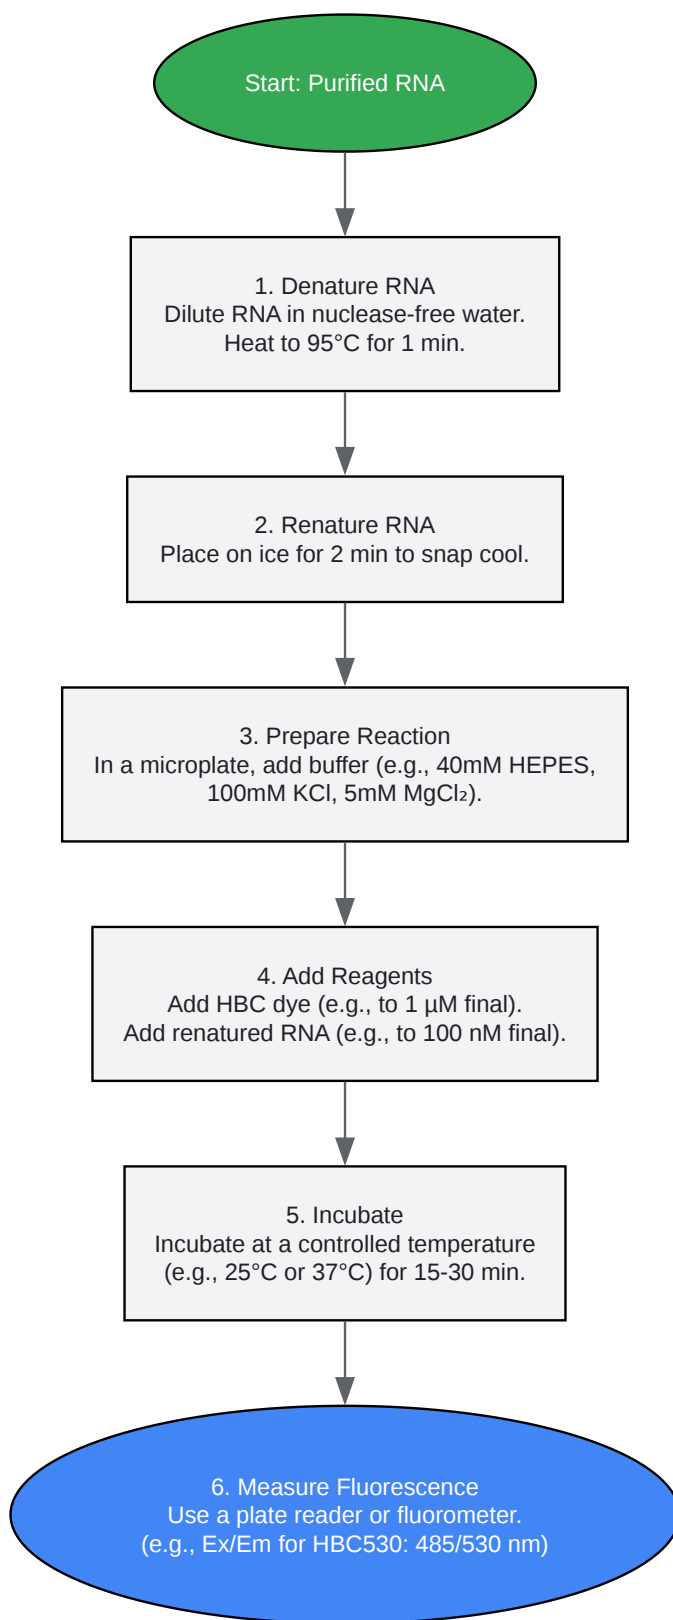 Start: Purified RNA
1. Denature RNA
Dilute RNA in nuclease-free water.
Heat to 95°C for 1 min.
2. Renature RNA
Place on ice for 2 min to snap cool.
3. Prepare Reaction
In a microplate, add buffer (e.g., 40mM HEPES,
100mM KCl, 5mM MgCl₂).
4. Add Reagents
Add HBC dye (e.g., to 1 µM final).
Add renatured RNA (e.g., to 100 nM final).
5. Incubate
Incubate at a controlled temperature
(e.g., 25°C or 37°C) for 15-30 min.
6. Measure Fluorescence
Use a plate reader or fluorometer.
(e.g., Ex/Em for HBC530: 485/530 nm)